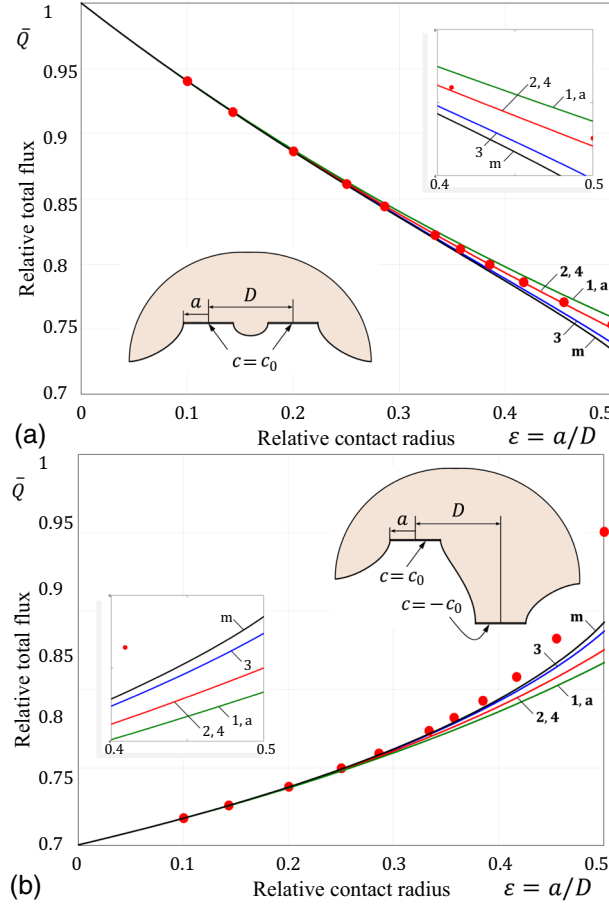 1
Q̄
0.95
0.9
0.85
0.8
0.75
0.7
Relative total flux
2, 4
1, a
3
m
0.4
0.5
a
D
c = c₀
2, 4
1, a
3
m
0
0.1
0.2
0.3
0.4
0.5
(a)
Relative contact radius
ε = a/D
1
Q̄
0.95
0.9
0.85
0.8
0.75
0.7
Relative total flux
a
D
c = c₀
c = −c₀
m
3
2, 4
1, a
0.4
0.5
m
3
2, 4
1, a
0
0.1
0.2
0.3
0.4
0.5
(b)
Relative contact radius
ε = a/D